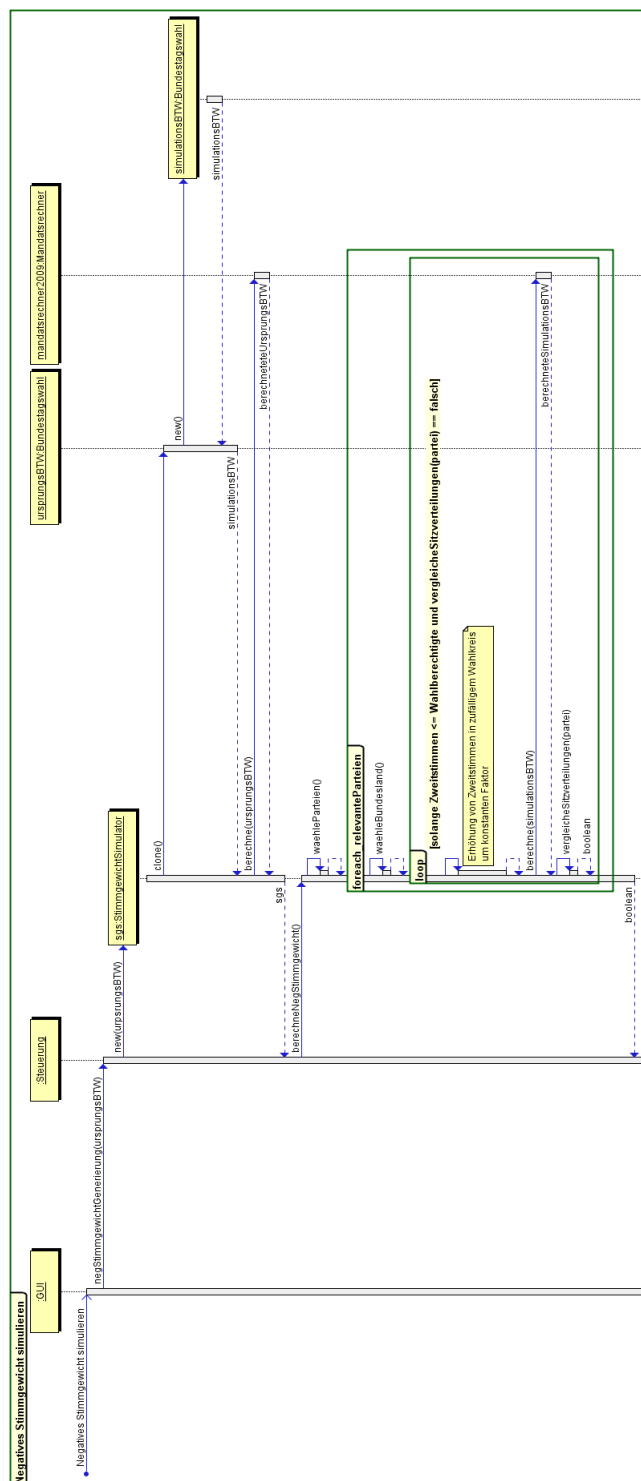 Negatives Stimmgewicht simulieren
:GUI
:Steuerung
ursprungsBTW:Bundestagswahl
mandatsrechner2009:Mandatsrechner
Negatives Stimmgewicht simulieren
negStimmgewichtGenerierung(ursprungsBTW)
new(urpsrungsBTW)
sgs:StimmgewichtSimulator
clone()
new()
simulationsBTW:Bundestagswahl
simulationsBTW
simulationsBTW
berechne(ursprungsBTW)
berechneteteUrsprungsBTW
sgs
berechneNegStimmgewicht()
waehleParteien()
foreach relevanteParteien
waehleBundesland()
loop
[solange Zweitstimmen <= Wahlberechtigte und vergleicheSitzverteilungen(partei) == falsch]
Erhöhung von Zweitstimmen in zufälligem Wahlkreis
um konstanten Faktor
berechne(simulationsBTW)
berechneteSimulationsBTW
vergleicheSitzverteilungen(partei)
boolean
boolean